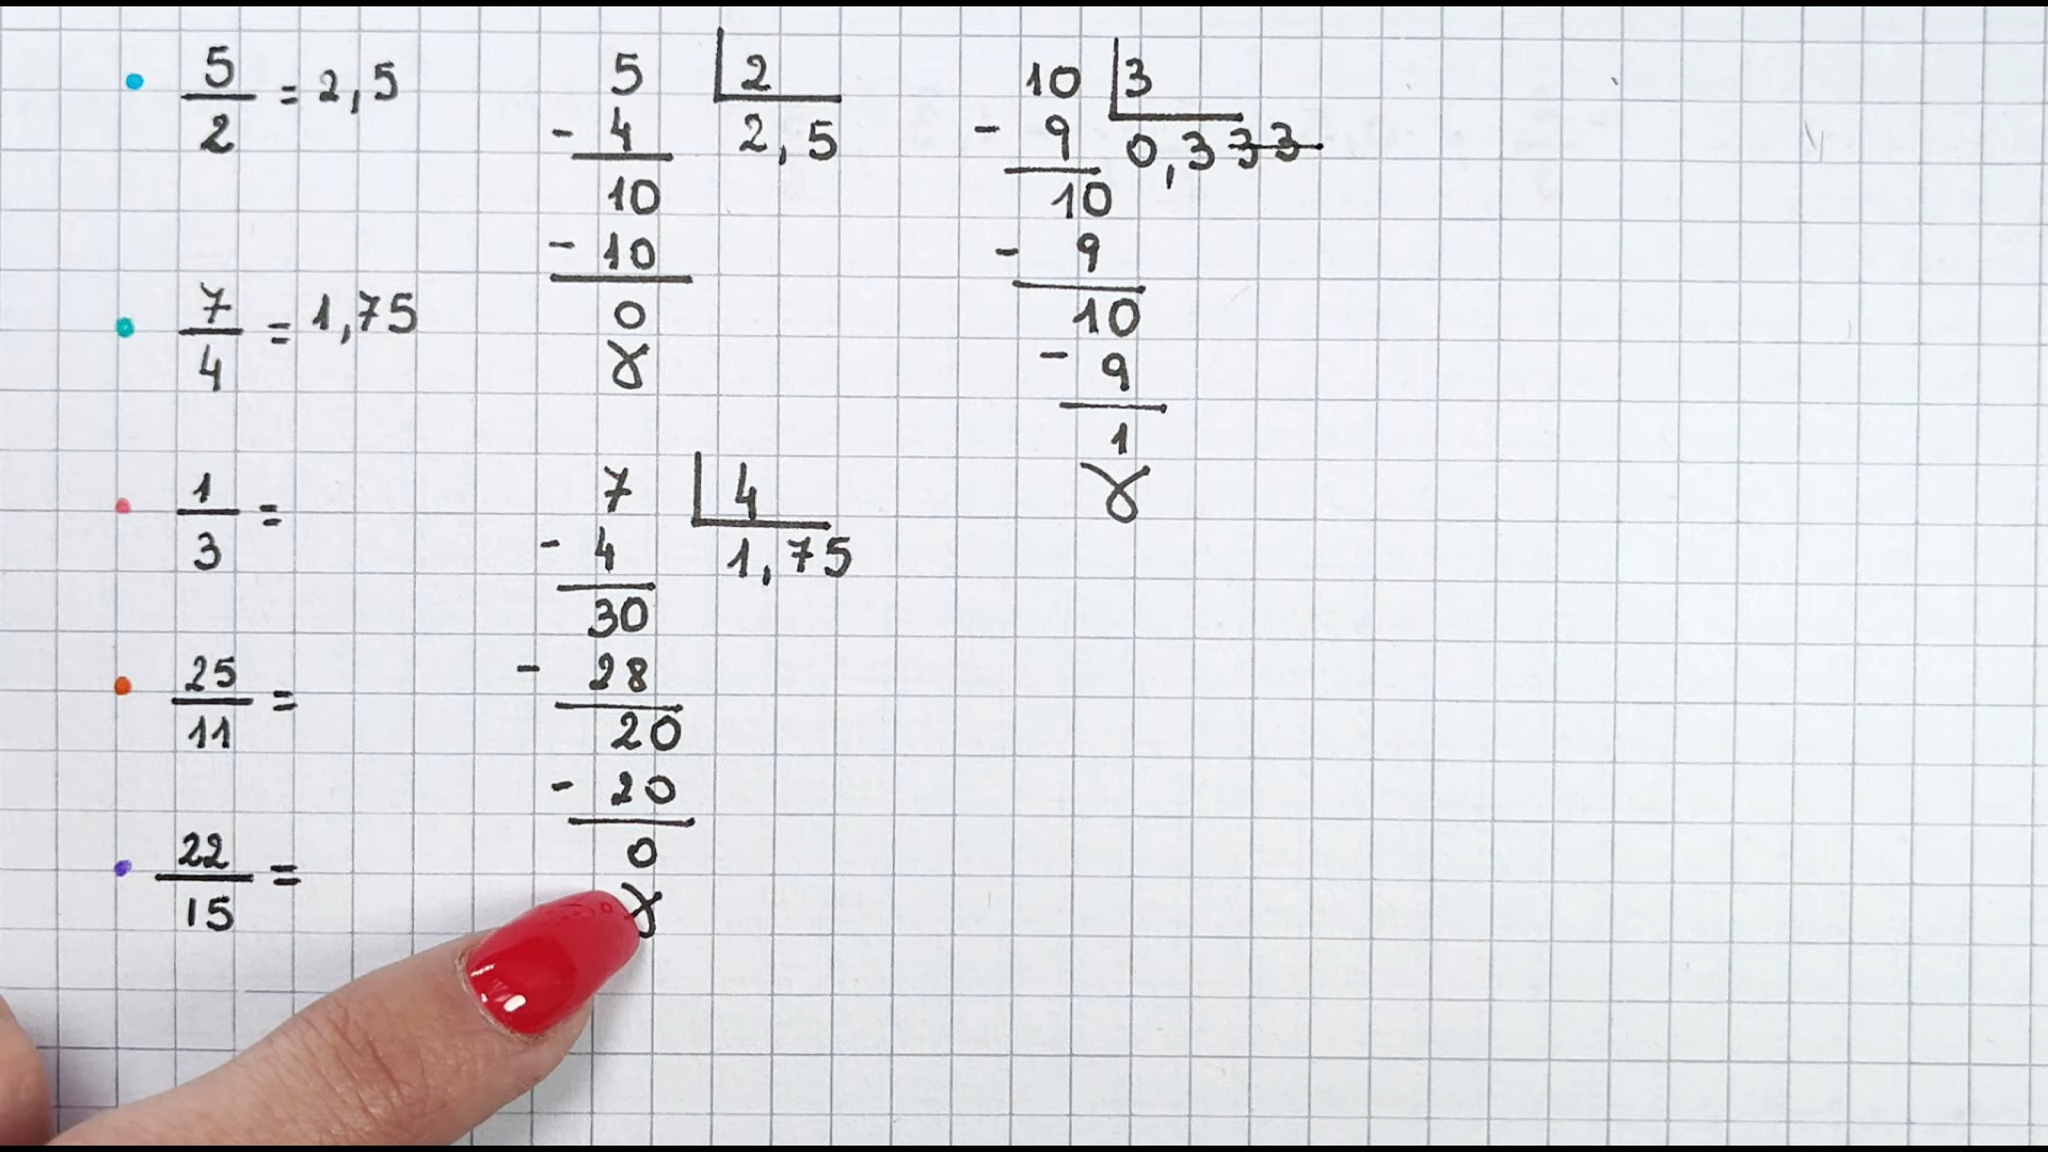 5/2 = 2,5
7/4 = 1,75
1/3 =
25/11 =
22/15 =
5 | 2
- 4 2,5
10
- 10
0
7 | 4
- 4 1,75
30
- 28
20
- 20
0
10 | 3
- 9 0,333
10
- 9
10
- 9
1